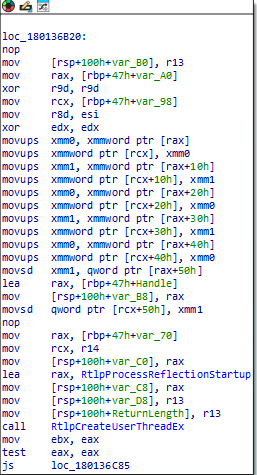 loc_180136B20:
nop
mov     [rsp+100h+var_B0], r13
mov     rax, [rbp+47h+var_A0]
xor     r9d, r9d
mov     rcx, [rbp+47h+var_98]
mov     r8d, esi
xor     edx, edx
movups  xmm0, xmmword ptr [rax]
movups  xmmword ptr [rcx], xmm0
movups  xmm1, xmmword ptr [rax+10h]
movups  xmmword ptr [rcx+10h], xmm1
movups  xmm0, xmmword ptr [rax+20h]
movups  xmmword ptr [rcx+20h], xmm0
movups  xmm1, xmmword ptr [rax+30h]
movups  xmmword ptr [rcx+30h], xmm1
movups  xmm0, xmmword ptr [rax+40h]
movups  xmmword ptr [rcx+40h], xmm0
movsd   xmm1, qword ptr [rax+50h]
lea     rax, [rbp+47h+Handle]
mov     [rsp+100h+var_B8], rax
movsd   qword ptr [rcx+50h], xmm1
nop
mov     rax, [rbp+47h+var_70]
mov     rcx, r14
mov     [rsp+100h+var_C0], rax
lea     rax, RtlpProcessReflectionStartup
mov     [rsp+100h+var_C8], rax
mov     [rsp+100h+var_D8], r13
mov     [rsp+100h+ReturnLength], r13
call    RtlpCreateUserThreadEx
mov     ebx, eax
test    eax, eax
js      loc_180136C85